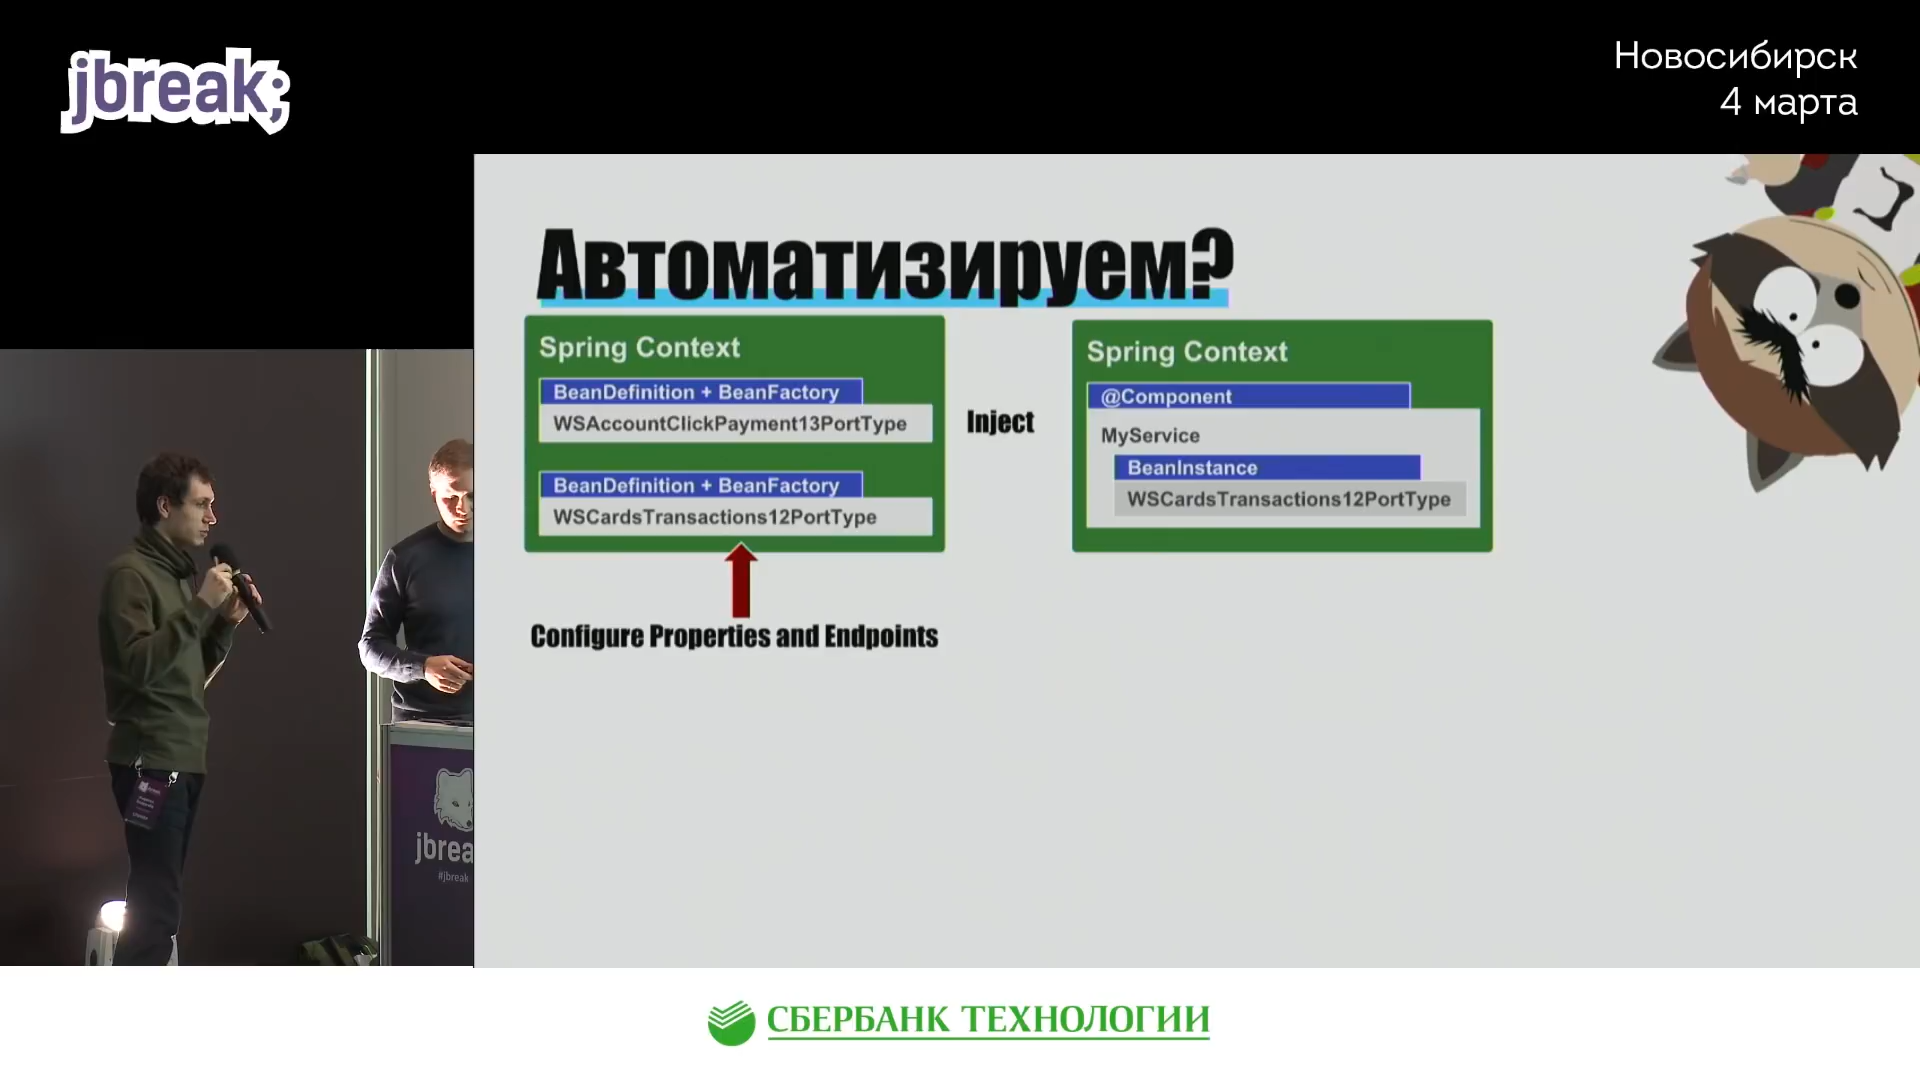 jbreak;
Новосибирск
4 марта
Автоматизируем?
Spring Context
BeanDefinition + BeanFactory
WSAccountClickPayment13PortType
BeanDefinition + BeanFactory
WSCardsTransactions12PortType
Configure Properties and Endpoints
Inject
Spring Context
@Component
MyService
BeanInstance
WSCardsTransactions12PortType
jbrea
#jbreak
СБЕРБАНК ТЕХНОЛОГИИ